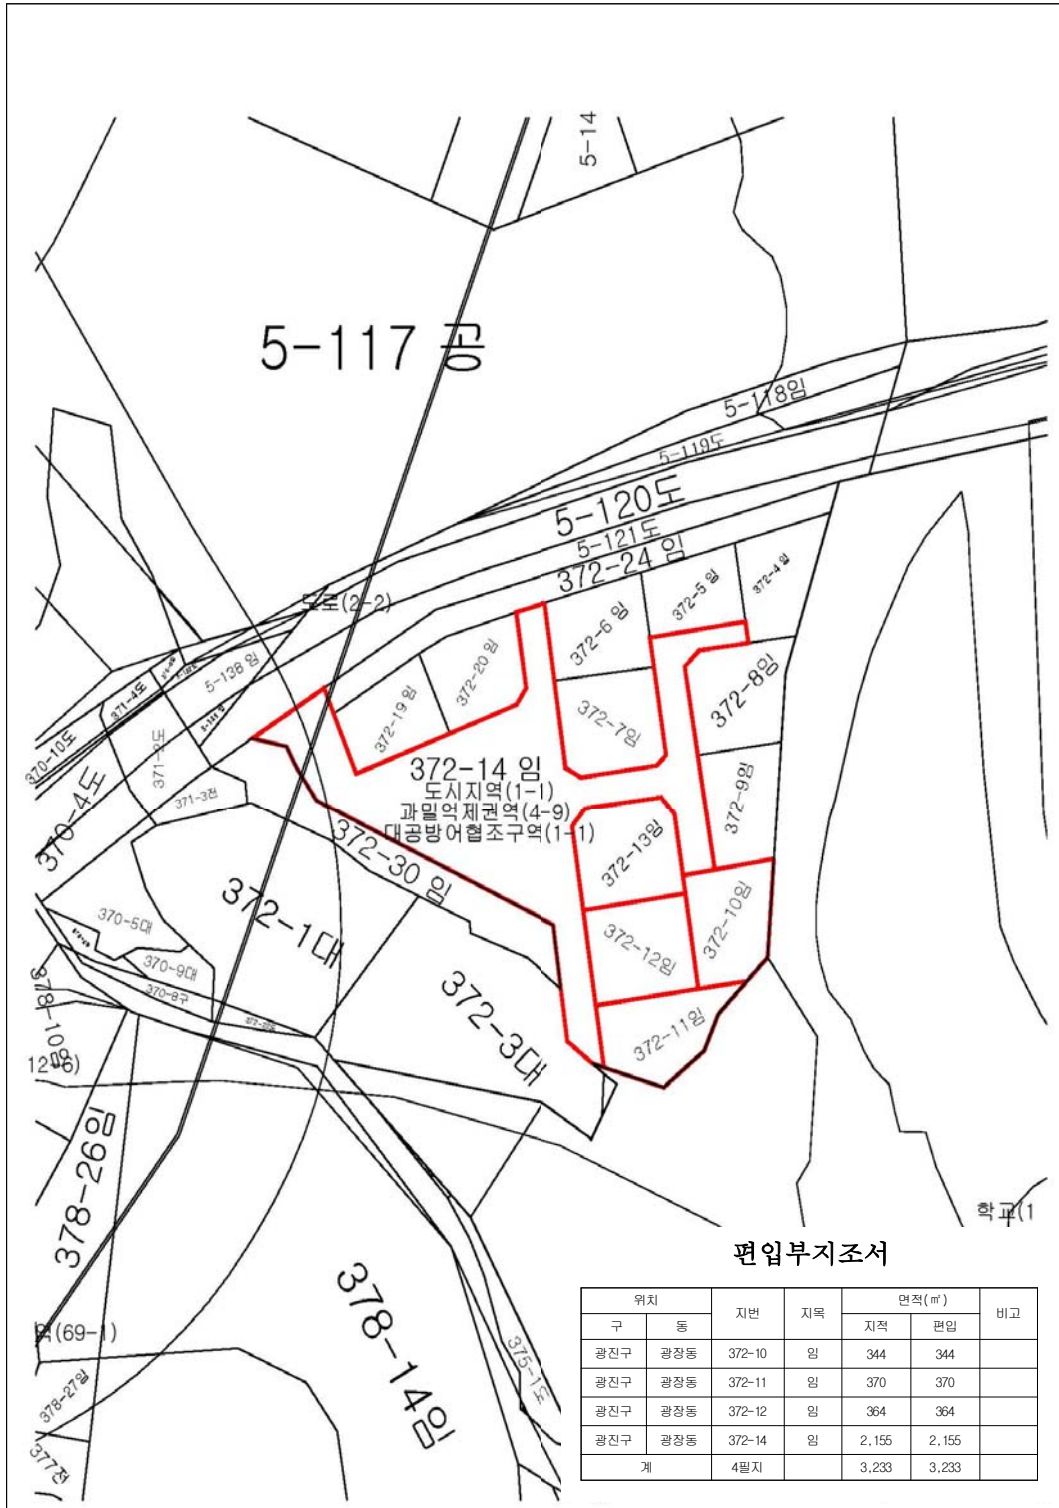 5-14
5-117 공
5-118임
5-119도
5-120도
5-121도
372-24 임
372-4 임
372-5 임
372-6 임
도로(2-2)
372-20 임
5-138 임
372-8임
371-4도
372-19 임
372-7임
370-10도
371-2도
372-14 임
도시지역(1-1)
과밀억제권역(4-9)
대공방어협조구역(1-1)
372-9임
371-3전
370-4도
372-30 임
372-13임
372-1대
372-10임
370-5대
372-12임
370-9대
370-8구
378-10임
372-3대
372-11임
12-6)
378-26임
학교(1
편입부지조서
위치 지번 지목 면적(㎡) 비고
구 동 지적 편입
광진구 광장동 372-10 임 344 344
광진구 광장동 372-11 임 370 370
광진구 광장동 372-12 임 364 364
광진구 광장동 372-14 임 2,155 2,155
계 4필지 3,233 3,233
역(69-1)
378-14임
375-1도
378-27임
377전